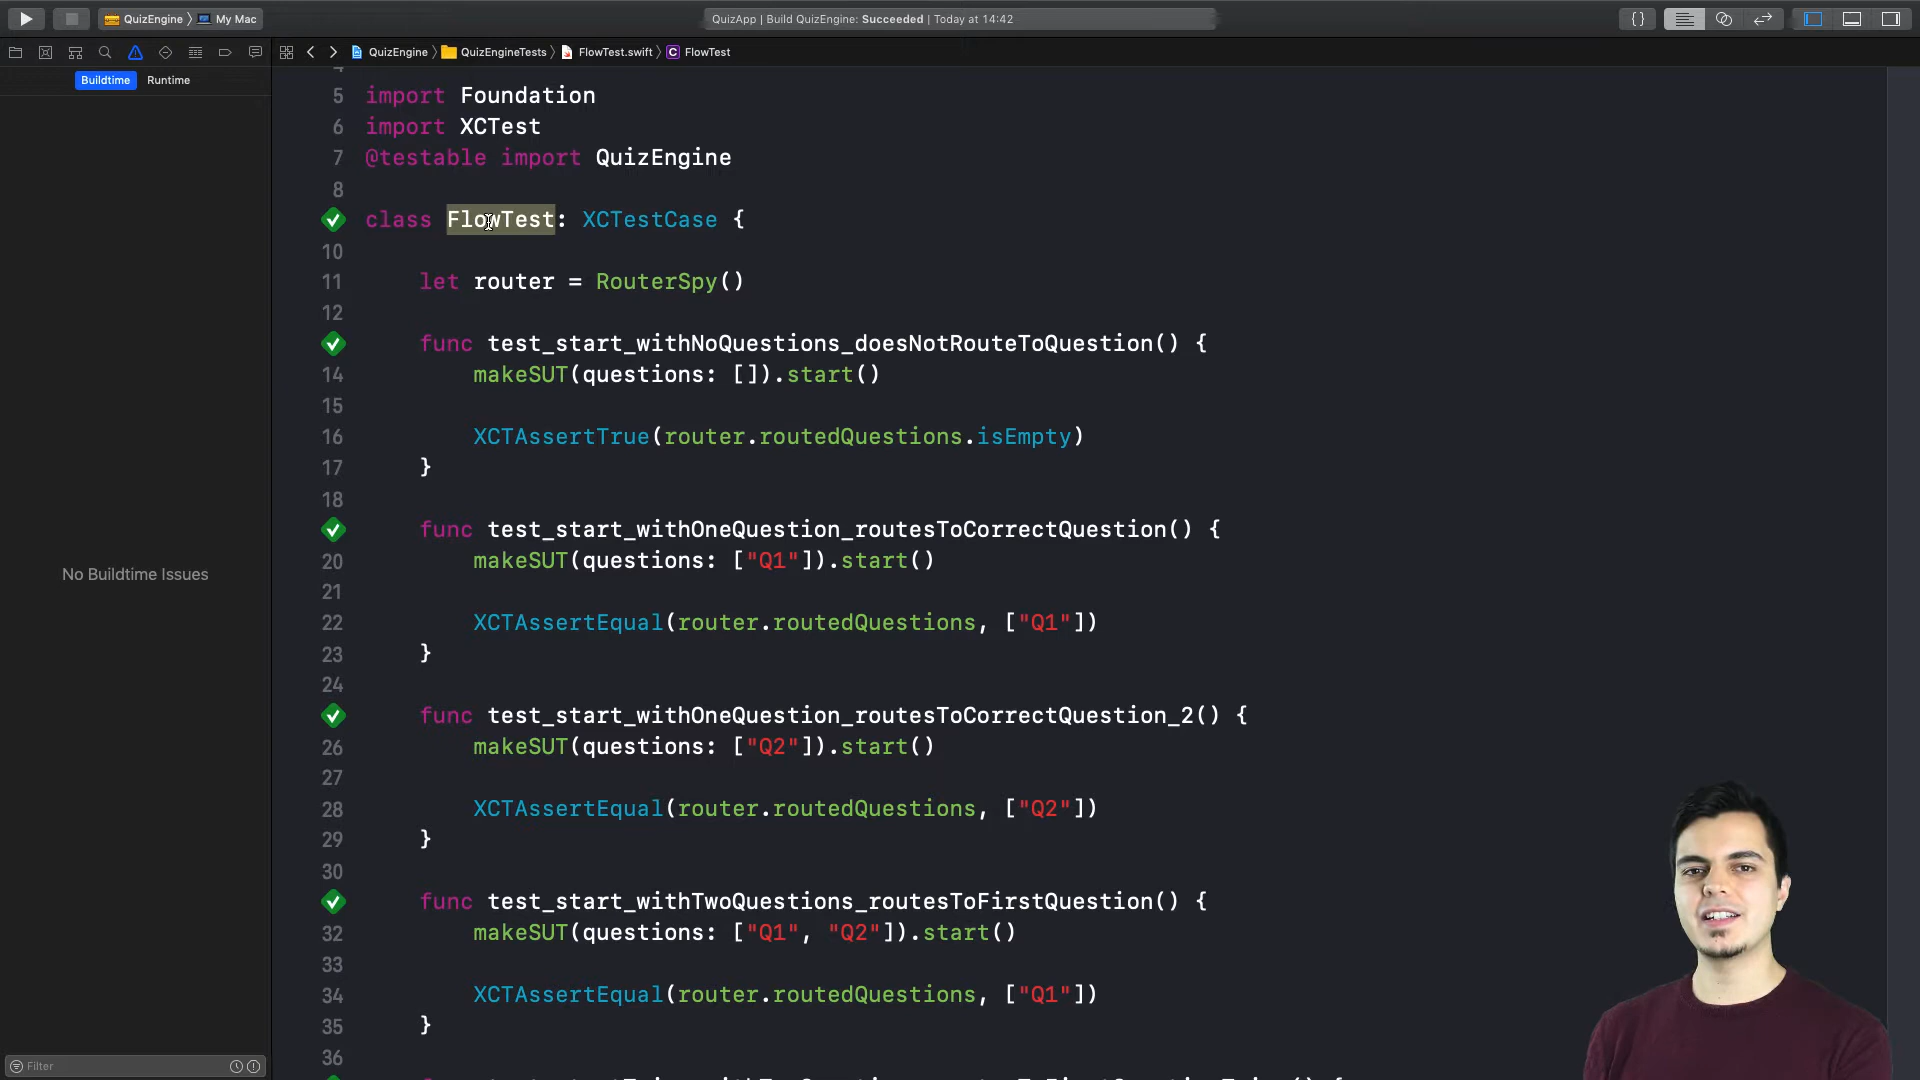 QuizEngine > My Mac
QuizApp | Build QuizEngine: Succeeded | Today at 14:42
QuizEngine > QuizEngineTests > FlowTest.swift > C FlowTest
Buildtime Runtime
5 import Foundation
6 import XCTest
7 @testable import QuizEngine
8
class FlowTest: XCTestCase {
10
11 let router = RouterSpy()
12
func test_start_withNoQuestions_doesNotRouteToQuestion() {
14 makeSUT(questions: []).start()
15
16 XCTAssertTrue(router.routedQuestions.isEmpty)
17 }
18
func test_start_withOneQuestion_routesToCorrectQuestion() {
20 makeSUT(questions: ["Q1"]).start()
21
22 XCTAssertEqual(router.routedQuestions, ["Q1"])
23 }
24
func test_start_withOneQuestion_routesToCorrectQuestion_2() {
26 makeSUT(questions: ["Q2"]).start()
27
28 XCTAssertEqual(router.routedQuestions, ["Q2"])
29 }
30
func test_start_withTwoQuestions_routesToFirstQuestion() {
32 makeSUT(questions: ["Q1", "Q2"]).start()
33
34 XCTAssertEqual(router.routedQuestions, ["Q1"])
35 }
36
No Buildtime Issues
Filter